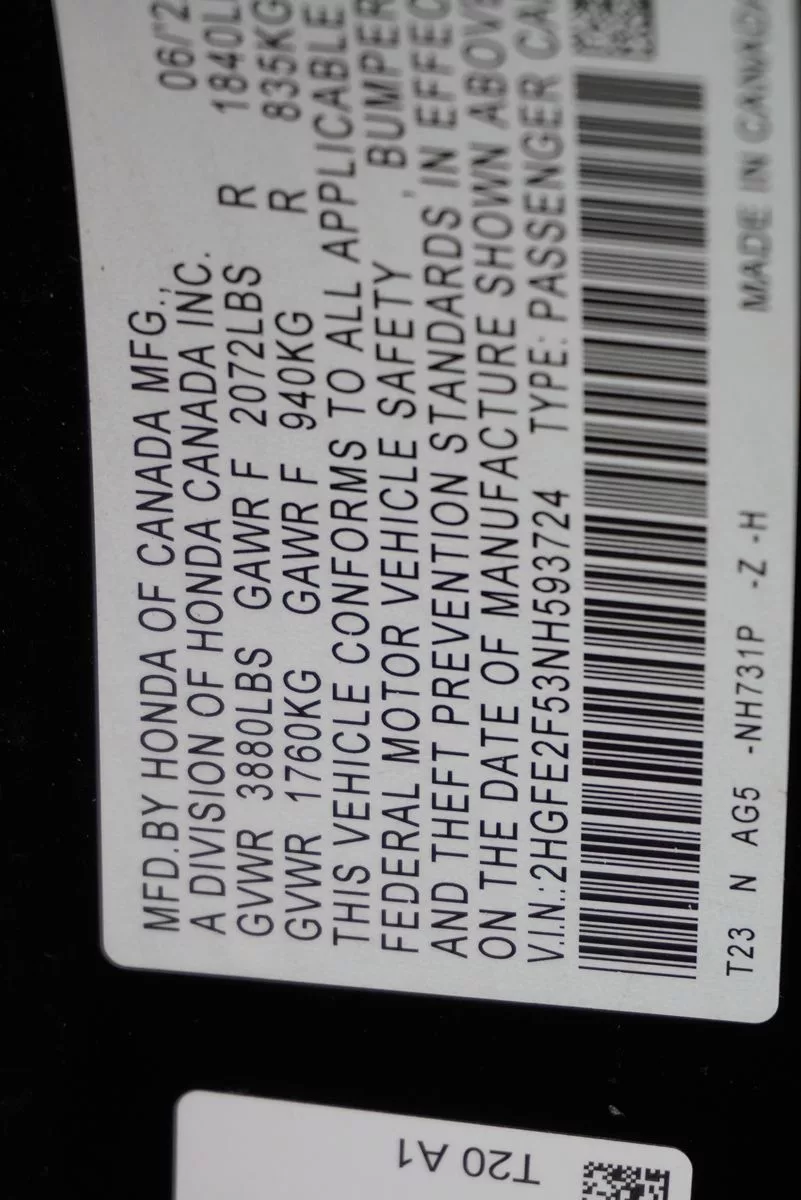 MFD.BY HONDA OF CANADA MFG., 06/'2
A DIVISION OF HONDA CANADA INC.
GVWR 3880LBS GAWR F 2072LBS R 1840L
GVWR 1760KG GAWR F 940KG R 835KG
THIS VEHICLE CONFORMS TO ALL APPLICABLE
FEDERAL MOTOR VEHICLE SAFETY , BUMPER
AND THEFT PREVENTION STANDARDS IN EFFEC
ON THE DATE OF MANUFACTURE SHOWN ABOVE
V.I.N.:2HGFE2F53NH593724 TYPE: PASSENGER CA
MADE IN CANADA
T23 N AG5 -NH731P -Z -H
T20 A1